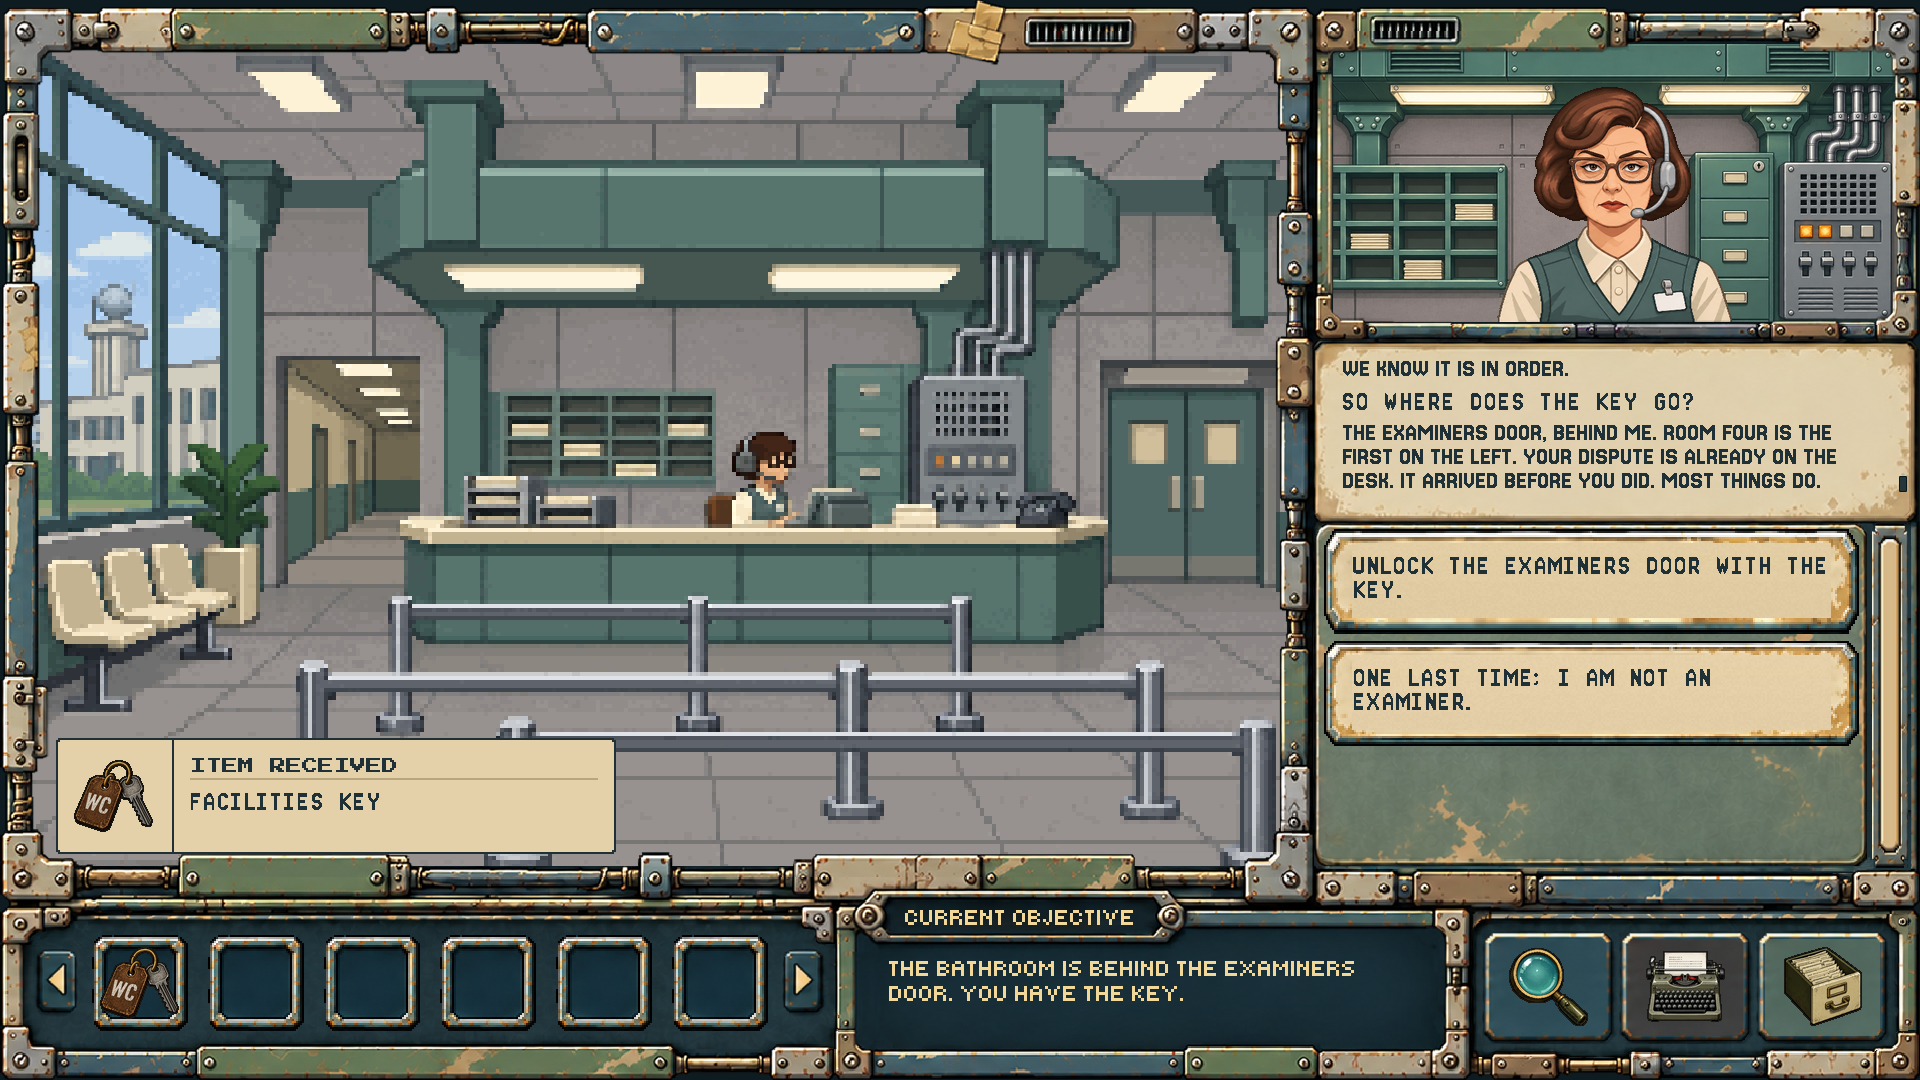 WE KNOW IT IS IN ORDER.
SO WHERE DOES THE KEY GO?
THE EXAMINERS DOOR, BEHIND ME. ROOM FOUR IS THE
FIRST ON THE LEFT. YOUR DISPUTE IS ALREADY ON THE
DESK. IT ARRIVED BEFORE YOU DID. MOST THINGS DO.
UNLOCK THE EXAMINERS DOOR WITH THE
KEY.
ONE LAST TIME: I AM NOT AN
EXAMINER.
WC
ITEM RECEIVED
FACILITIES KEY
WC
CURRENT OBJECTIVE
THE BATHROOM IS BEHIND THE EXAMINERS
DOOR. YOU HAVE THE KEY.